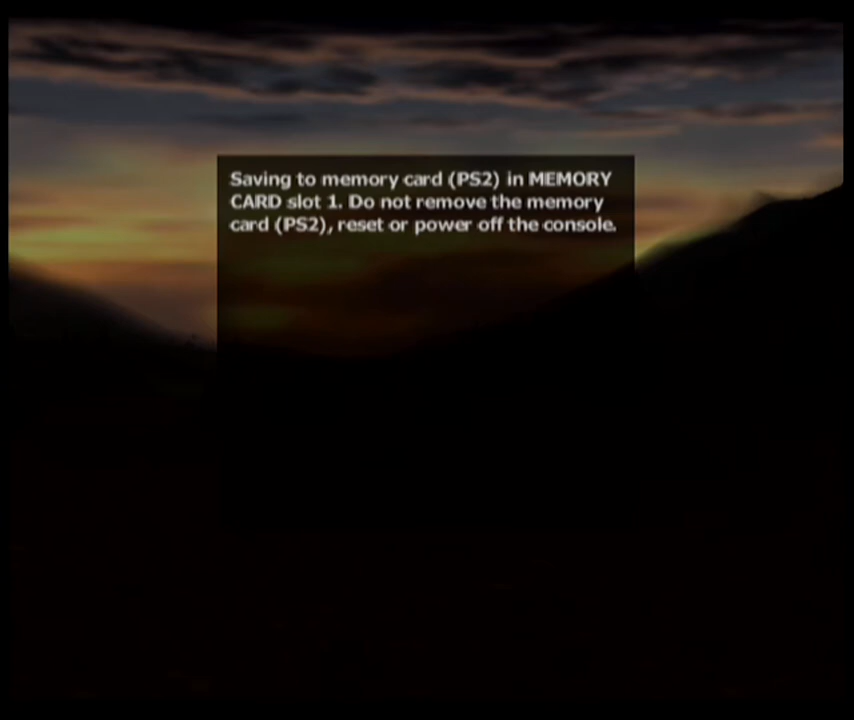 Saving to memory card (PS2) in MEMORY
CARD slot 1. Do not remove the memory
card (PS2), reset or power off the console.